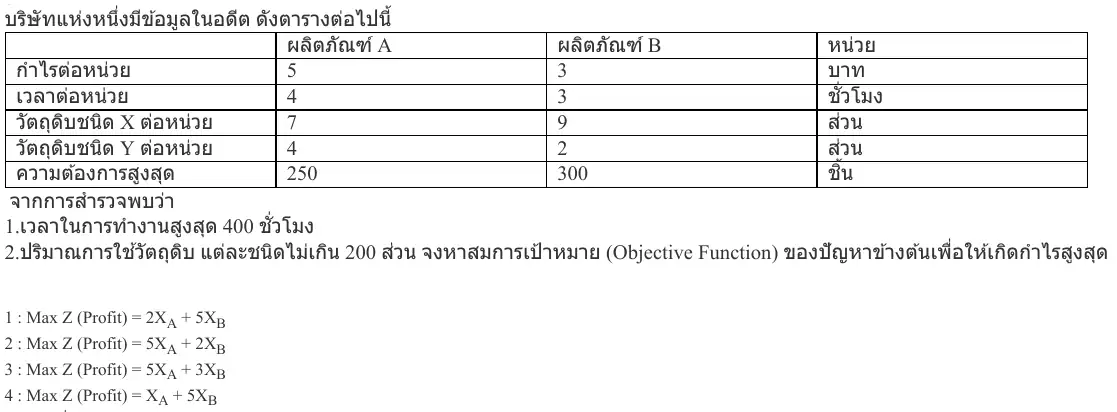 บริษัทแห่งหนึ่งมีข้อมูลในอดีต ดังตารางต่อไปนี้
ผลิตภัณฑ์ A ผลิตภัณฑ์ B หน่วย
กำไรต่อหน่วย 5 3 บาท
เวลาต่อหน่วย 4 3 ชั่วโมง
วัตถุดิบชนิด X ต่อหน่วย 7 9 ส่วน
วัตถุดิบชนิด Y ต่อหน่วย 4 2 ส่วน
ความต้องการสูงสุด 250 300 ชิ้น
จากการสำรวจพบว่า
1.เวลาในการทำงานสูงสุด 400 ชั่วโมง
2.ปริมาณการใช้วัตถุดิบ แต่ละชนิดไม่เกิน 200 ส่วน จงหาสมการเป้าหมาย (Objective Function) ของปัญหาข้างต้นเพื่อให้เกิดกำไรสูงสุด
1 : Max Z (Profit) = 2XA + 5XB
2 : Max Z (Profit) = 5XA + 2XB
3 : Max Z (Profit) = 5XA + 3XB
4 : Max Z (Profit) = XA + 5XB